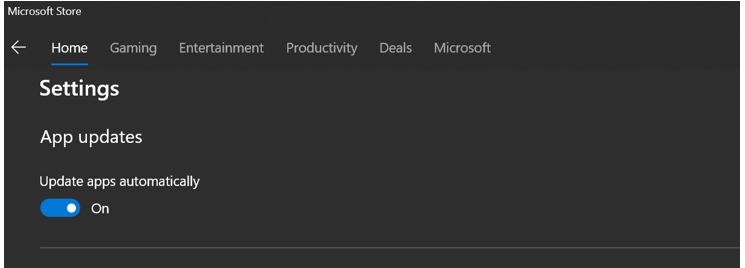 Microsoft Store
Home Gaming Entertainment Productivity Deals Microsoft
Settings
App updates
Update apps automatically
On